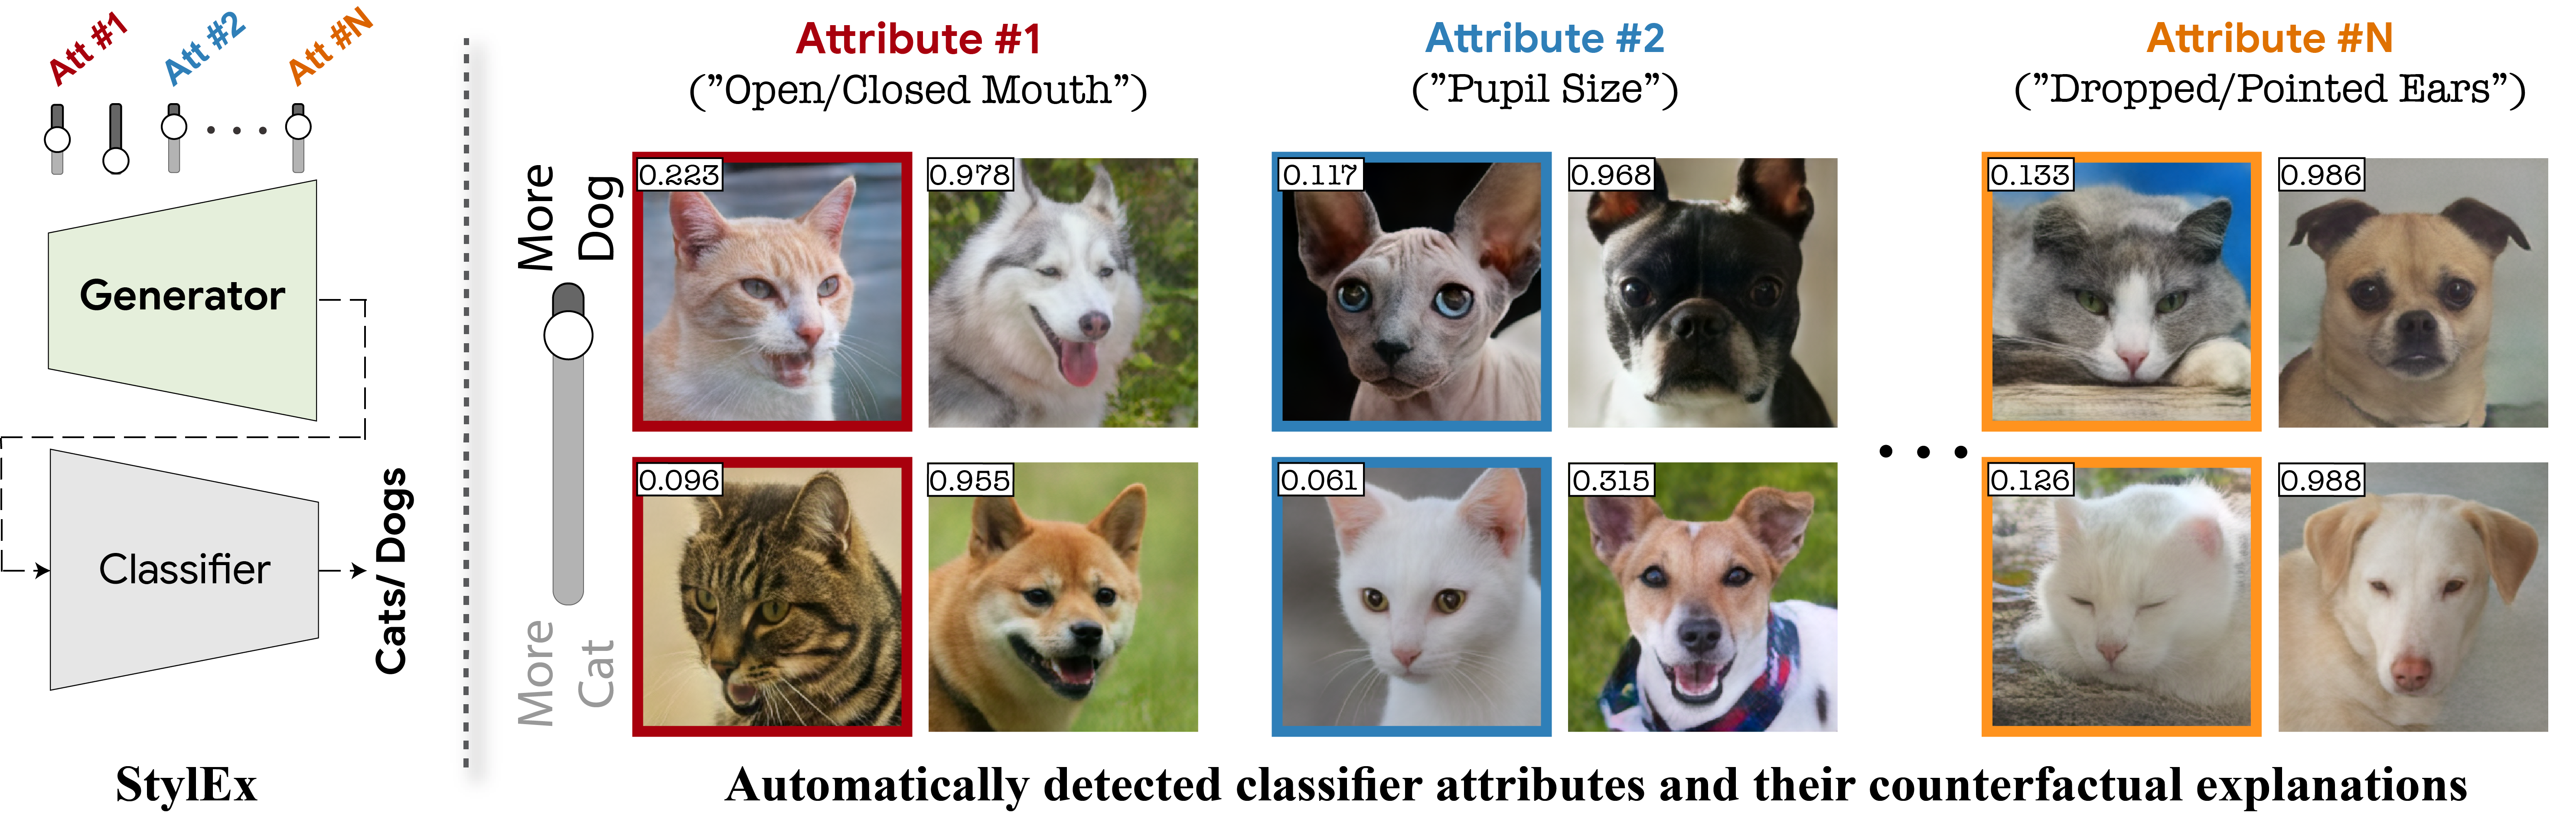 Att #1
Att #2
Att #N
Generator
Classifier
Cats/ Dogs
StylEx
Attribute #1
("Open/Closed Mouth")
Attribute #2
("Pupil Size")
Attribute #N
("Dropped/Pointed Ears")
More
Dog
More
Cat
0.223
0.978
0.117
0.968
0.133
0.986
0.096
0.955
0.061
0.315
0.126
0.988
Automatically detected classifier attributes and their counterfactual explanations